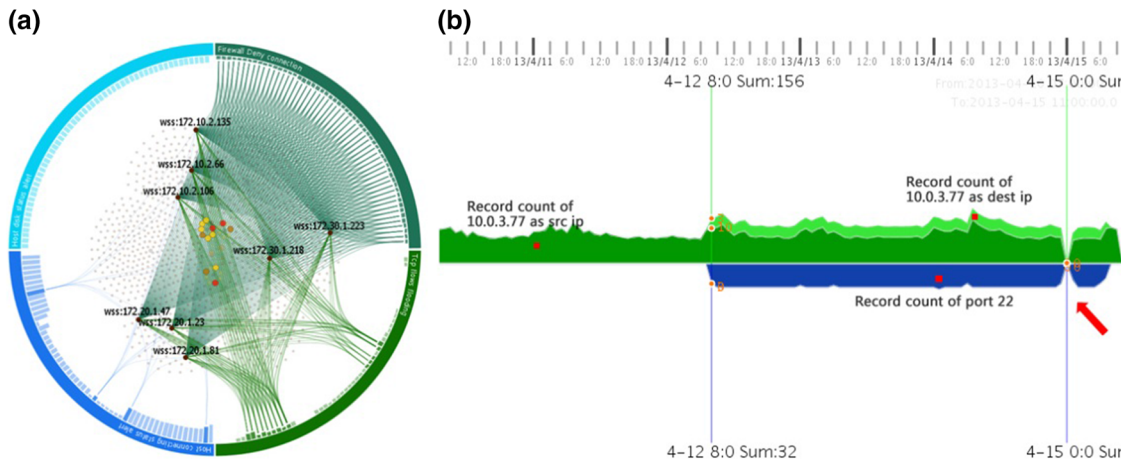 (a)
Firewall Deny connection
Host disk status alert
wss:172.10.2.135
wss:172.10.2.66
wss:172.10.2.106
wss:172.30.1.223
wss:172.30.1.218
wss:172.20.1.47
wss:172.20.1.23
wss:172.20.1.81
Tcp flows flooding
Host connecting status alert
(b)
12:0 18:0 13/4/11 6:0 12:0 18:0 13/4/12 6:0 12:0 18:0 13/4/13 6:0 12:0 18:0 13/4/14 6:0 12:0 18:0 13/4/15 6:0
4-12 8:0 Sum:156
4-15 0:0 Sur
From:2013-04-
To:2013-04-15 11:00:00.0
Record count of
10.0.3.77 as src ip
Record count of
10.0.3.77 as dest ip
Record count of port 22
4-12 8:0 Sum:32
4-15 0:0 Sur